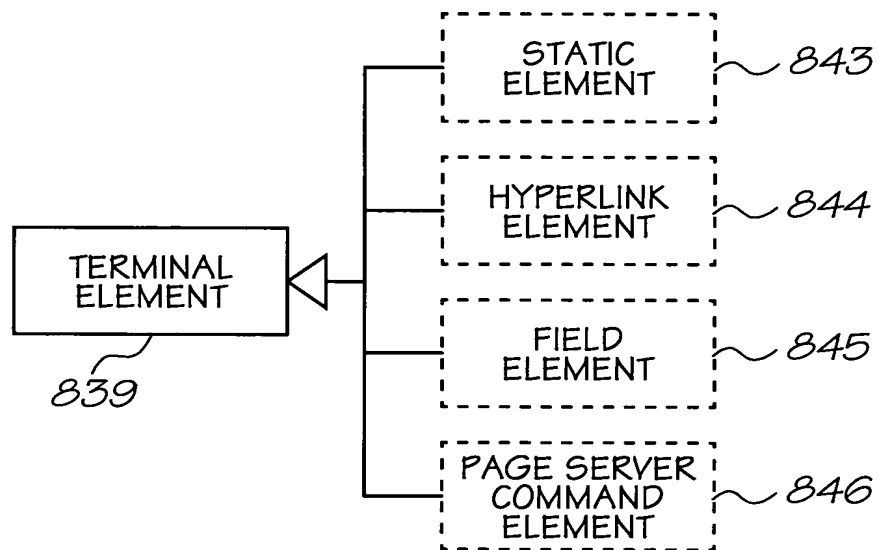 STATIC
ELEMENT
843
HYPERLINK
ELEMENT
844
TERMINAL
ELEMENT
839
FIELD
ELEMENT
845
PAGE SERVER
COMMAND
ELEMENT
846